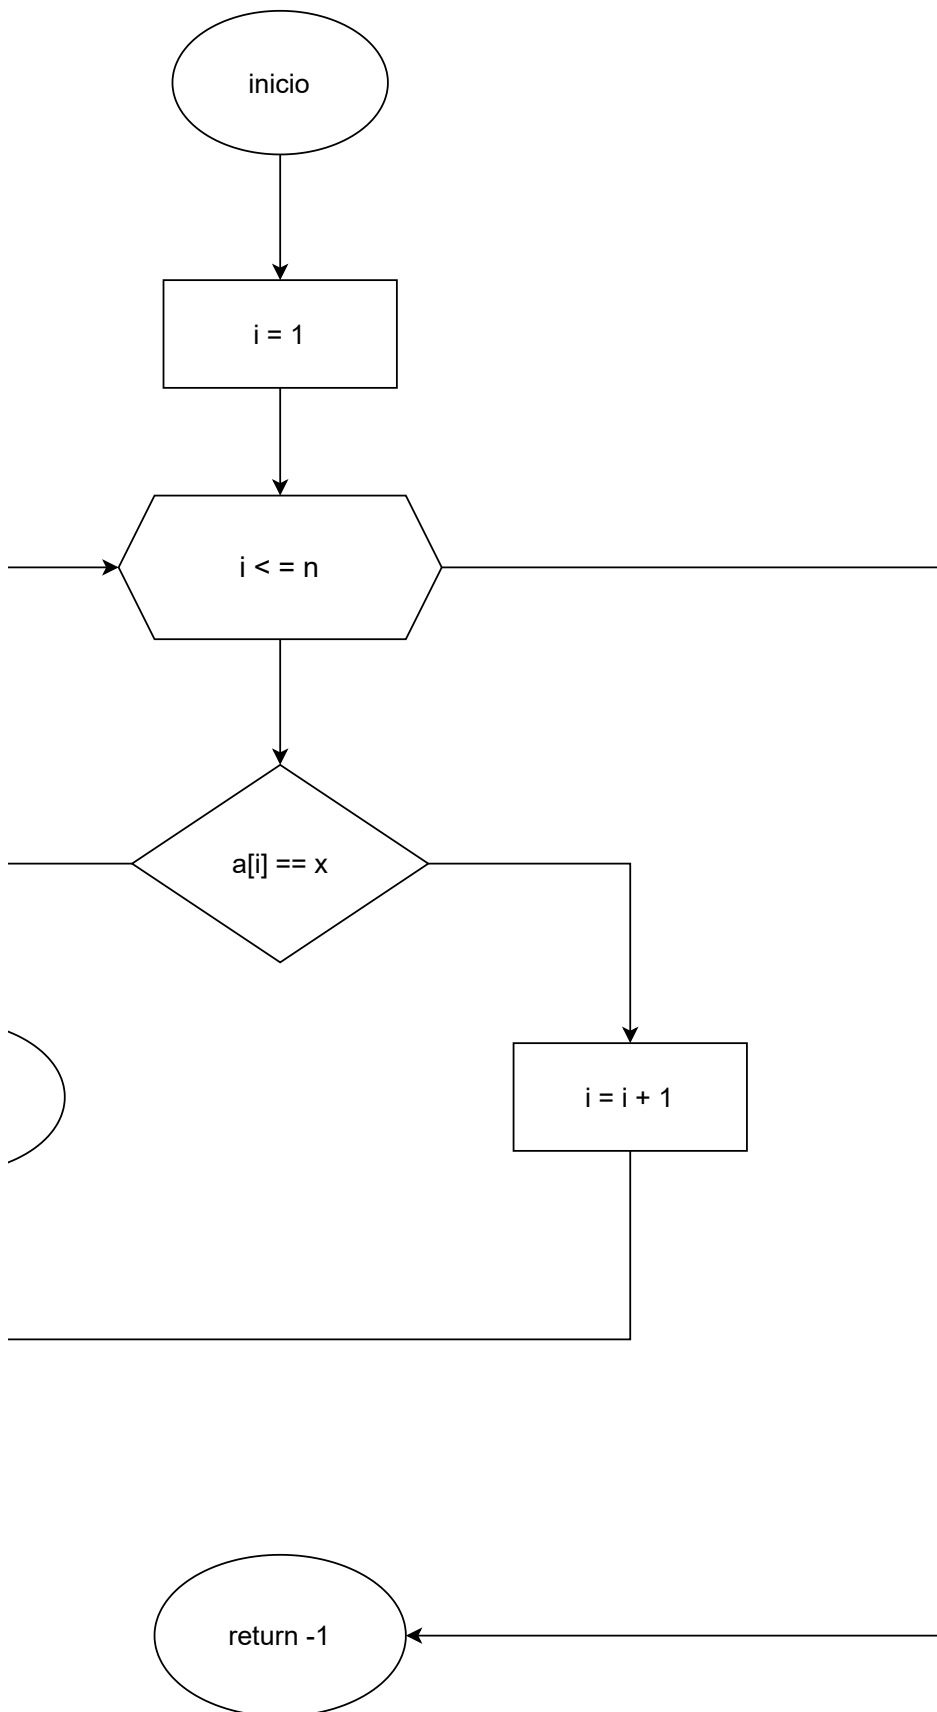 inicio
i = 1
i < = n
a[i] == x
i = i + 1
return -1